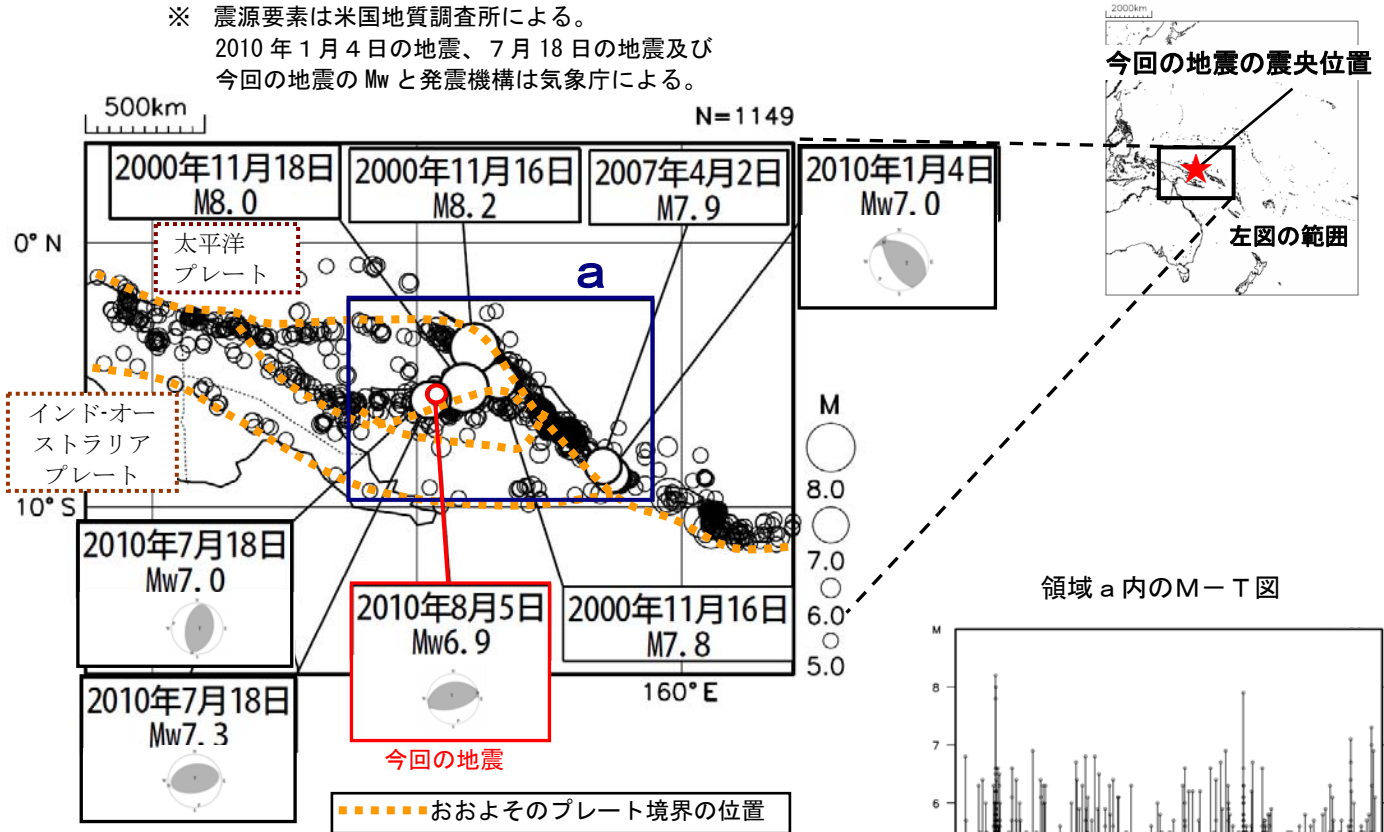 ※ 震源要素は米国地質調査所による。
2010 年１月４日の地震、７月 18 日の地震及び
今回の地震の Mw と発震機構は気象庁による。
500km
N=1149
2000年11月18日
M8.0
2000年11月16日
M8.2
2007年4月2日
M7.9
2010年1月4日
Mw7.0
2000km
今回の地震の震央位置
左図の範囲
0°N
太平洋
プレート
a
インド-オー
ストラリア
プレート
10°S
M
8.0
7.0
6.0
5.0
2010年7月18日
Mw7.0
2010年8月5日
Mw6.9
2000年11月16日
M7.8
160°E
2010年7月18日
Mw7.3
今回の地震
おおよそのプレート境界の位置
領域ａ内のＭ－Ｔ図
M
8
7
6